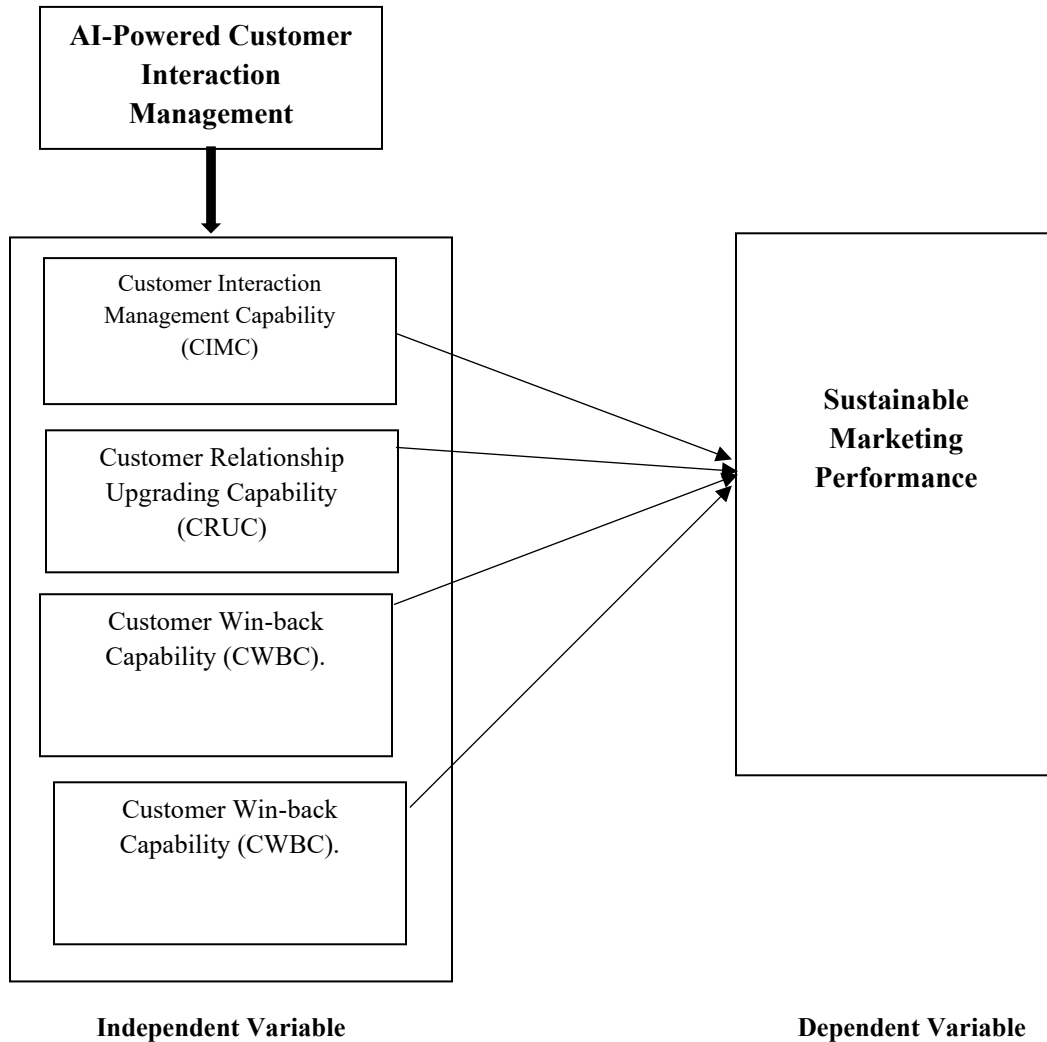 AI-Powered Customer
Interaction
Management
Customer Interaction
Management Capability
(CIMC)
Customer Relationship
Upgrading Capability
(CRUC)
Customer Win-back
Capability (CWBC).
Customer Win-back
Capability (CWBC).
Sustainable
Marketing
Performance
Independent Variable
Dependent Variable